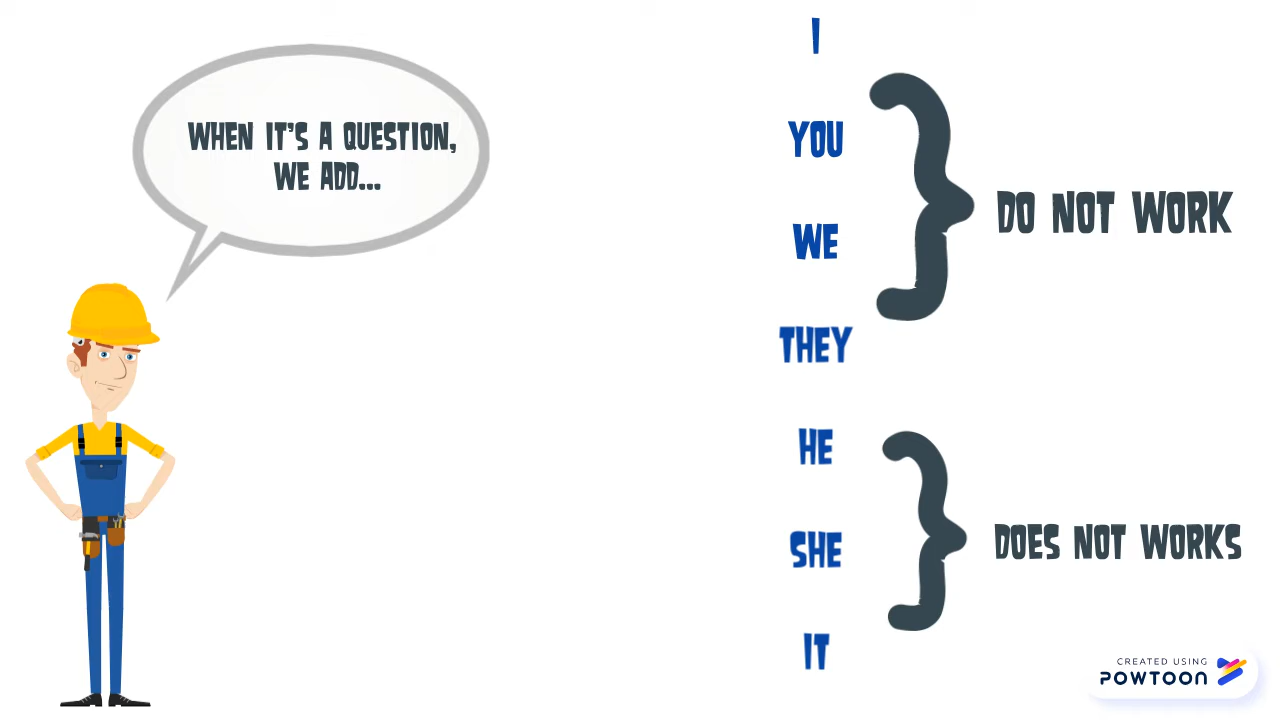 WHEN IT'S A QUESTION,
WE ADD...
I
YOU
WE
THEY
HE
SHE
IT
DO NOT WORK
DOES NOT WORKS
CREATED USING
POWTOON